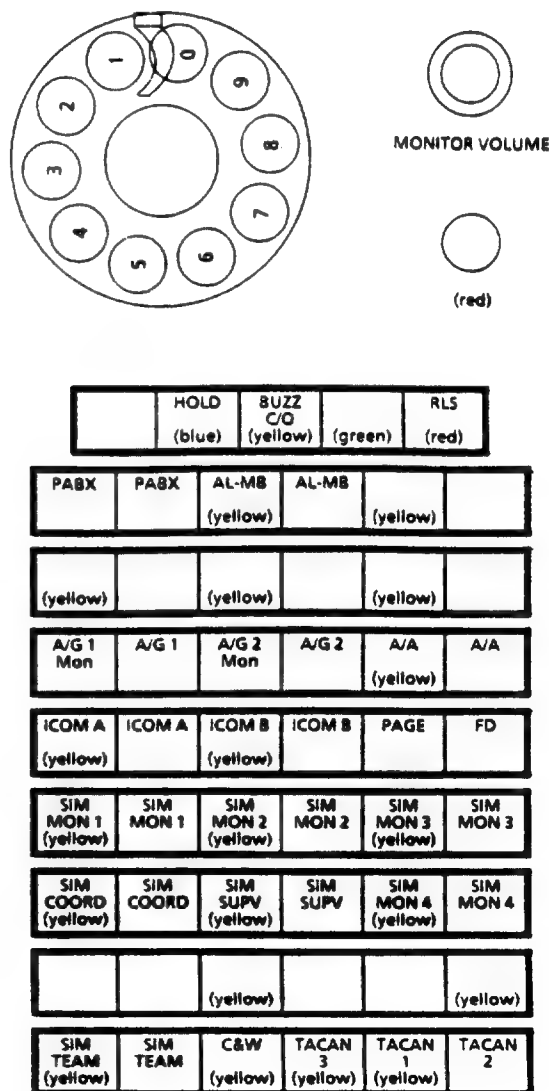 1
0
2
9
3
8
4
7
5
6
MONITOR VOLUME
(red)
HOLD BUZZ RLS
C/O
(blue) (yellow) (green) (red)
PABX PABX AL-MB AL-MB
(yellow) (yellow)
(yellow) (yellow) (yellow)
A/G 1 A/G 1 A/G 2 A/G 2 A/A A/A
Mon Mon
(yellow)
ICOM A ICOM A ICOM B ICOM B PAGE FD
(yellow) (yellow)
SIM SIM SIM SIM SIM SIM
MON 1 MON 1 MON 2 MON 2 MON 3 MON 3
(yellow) (yellow) (yellow)
SIM SIM SIM SIM SIM SIM
COORD COORD SUPV SUPV MON 4 MON 4
(yellow) (yellow) (yellow)
(yellow) (yellow)
SIM SIM C&W TACAN TACAN TACAN
TEAM TEAM 3 1 2
(yellow) (yellow) (yellow) (yellow)